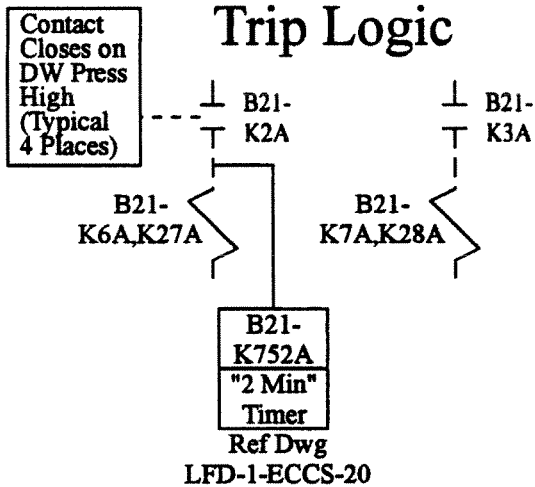 Trip Logic
Contact
Closes on
DW Press
High
(Typical
4 Places)
B21-
K2A
B21-
K3A
B21-
K6A,K27A
B21-
K7A,K28A
B21-
K752A
"2 Min"
Timer
Ref Dwg
LFD-1-ECCS-20